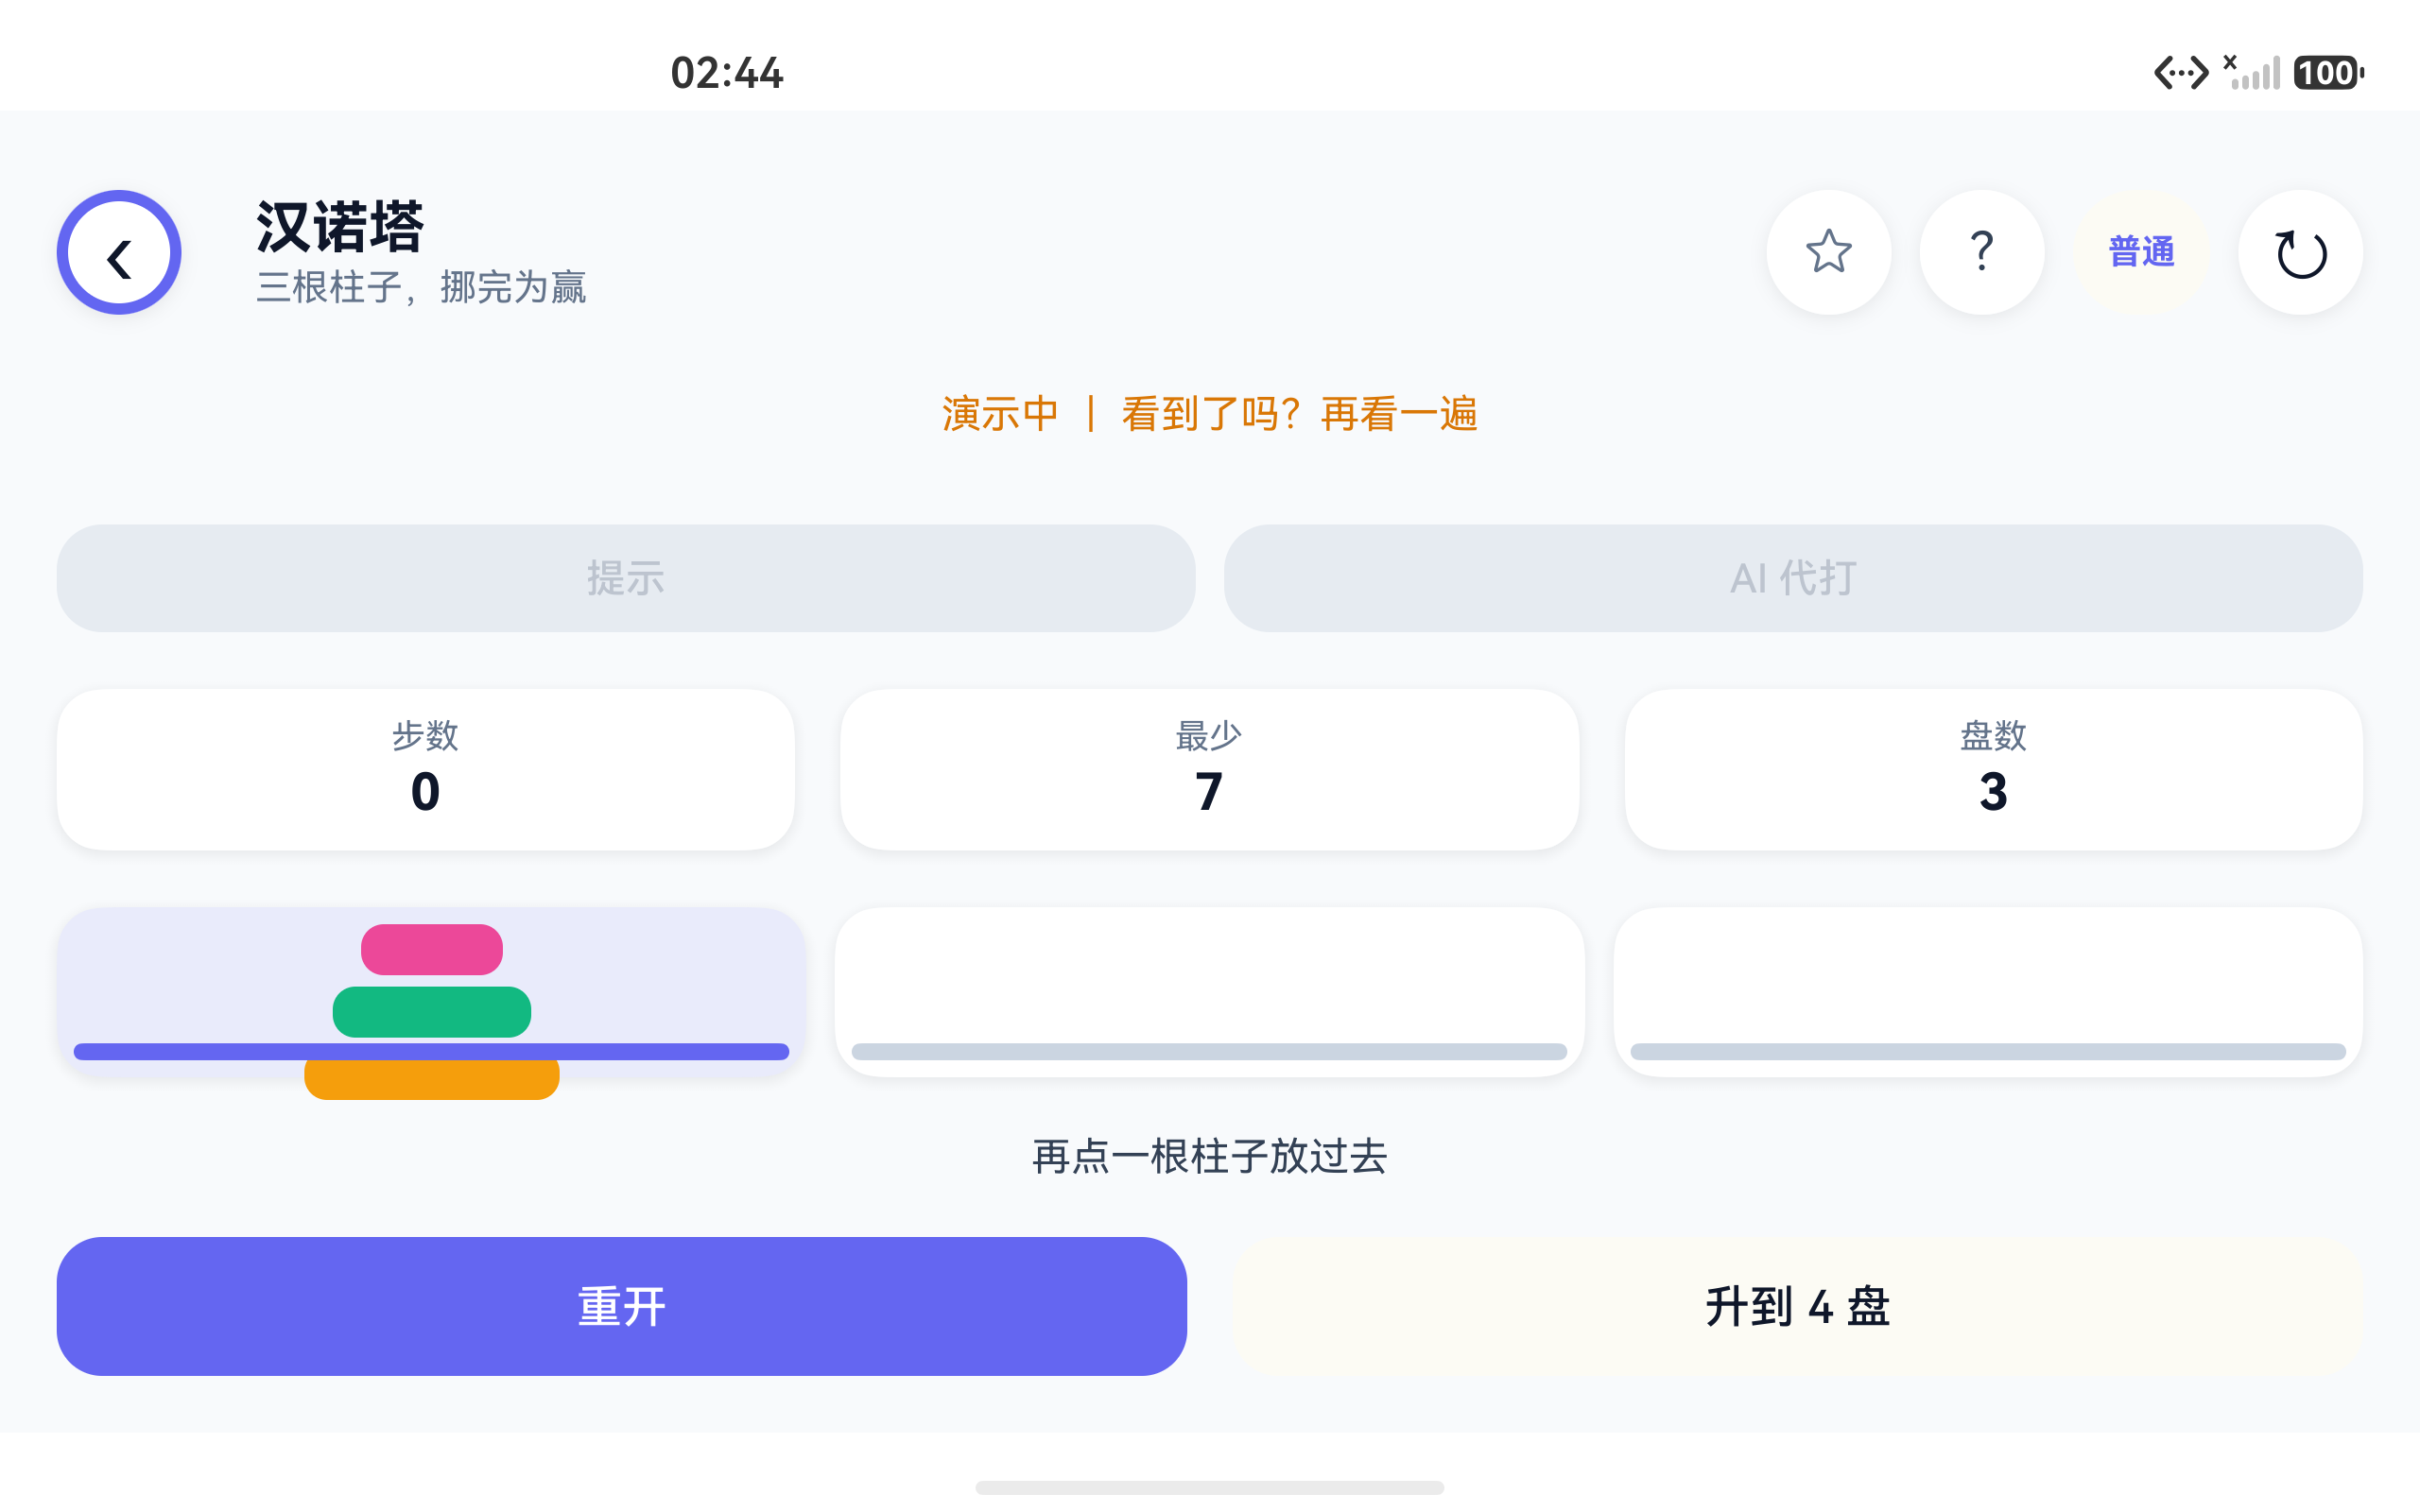 02:44
100
汉诺塔
三根柱子，挪完为赢
?
普通
演示中 | 看到了吗？再看一遍
提示
AI 代打
步数
0
最少
7
盘数
3
再点一根柱子放过去
重开
升到 4 盘